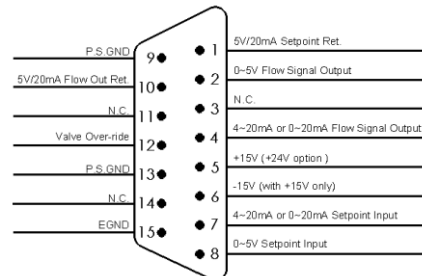 P.S.GND
9
5V/20mA Flow Out Ret.
10
N.C.
11
Valve Over-ride
12
P.S.GND
13
N.C.
14
EGND
15
1
5V/20mA Setpoint Ret.
2
0~5V Flow Signal Output
3
N.C.
4
4~20mA or 0~20mA Flow Signal Output
5
+15V (+24V option )
6
-15V (with +15V only)
7
4~20mA or 0~20mA Setpoint Input
8
0~5V Setpoint Input